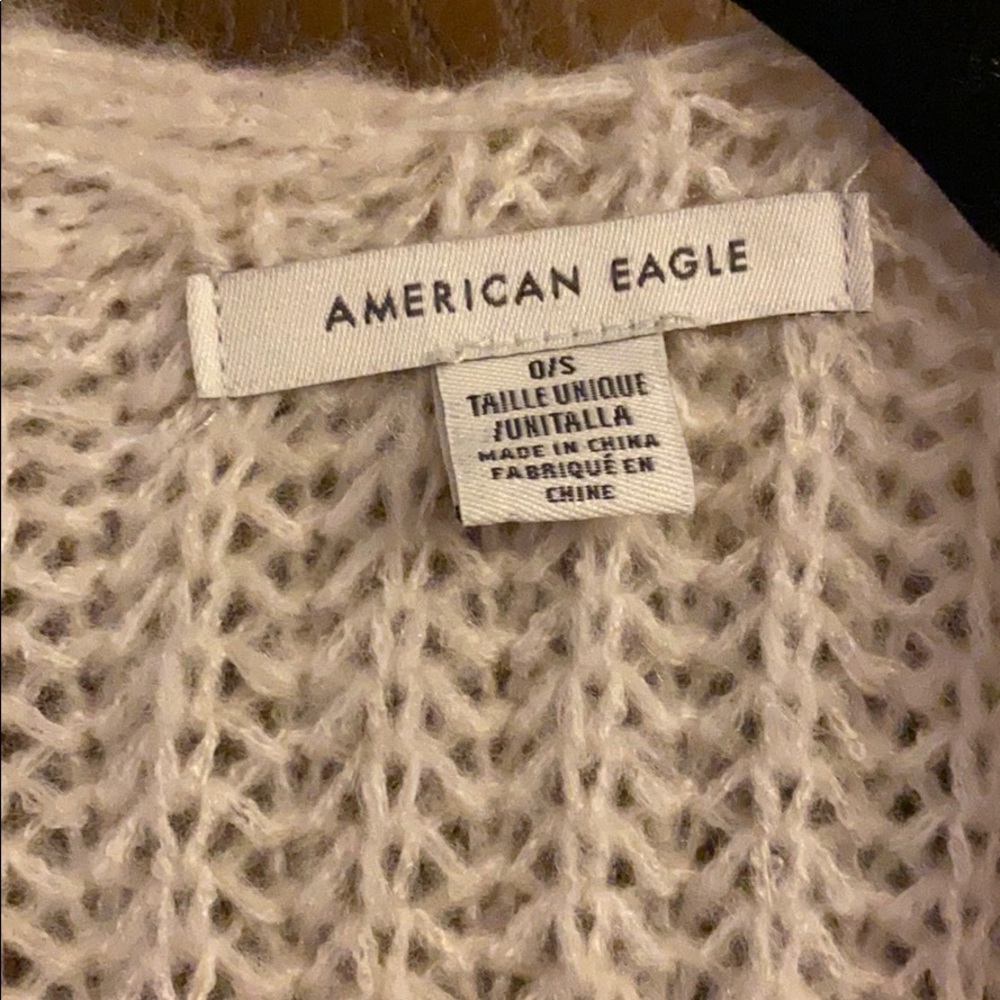 AMERICAN EAGLE
O/S
TAILLE UNIQUE
/UNITALLA
MADE IN CHINA
FABRIQUÉ EN
CHINE